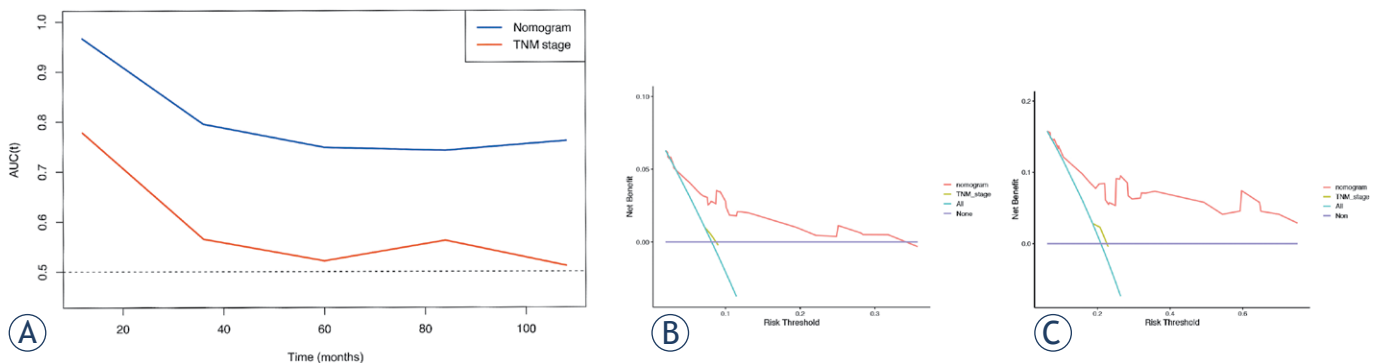 1.0
0.9
0.8
0.7
0.6
0.5
AUC(t)
Nomogram
TNM stage
20 40 60 80 100
Time (months)
A
0.10
0.05
0.00
Net Benefit
0.1 0.2 0.3
Risk Threshold
nomogram
TNM_stage
All
None
B
0.2
0.1
0.0
Net Benefit
0.2 0.4 0.6
Risk Threshold
nomogram
TNM_stage
All
Non
C